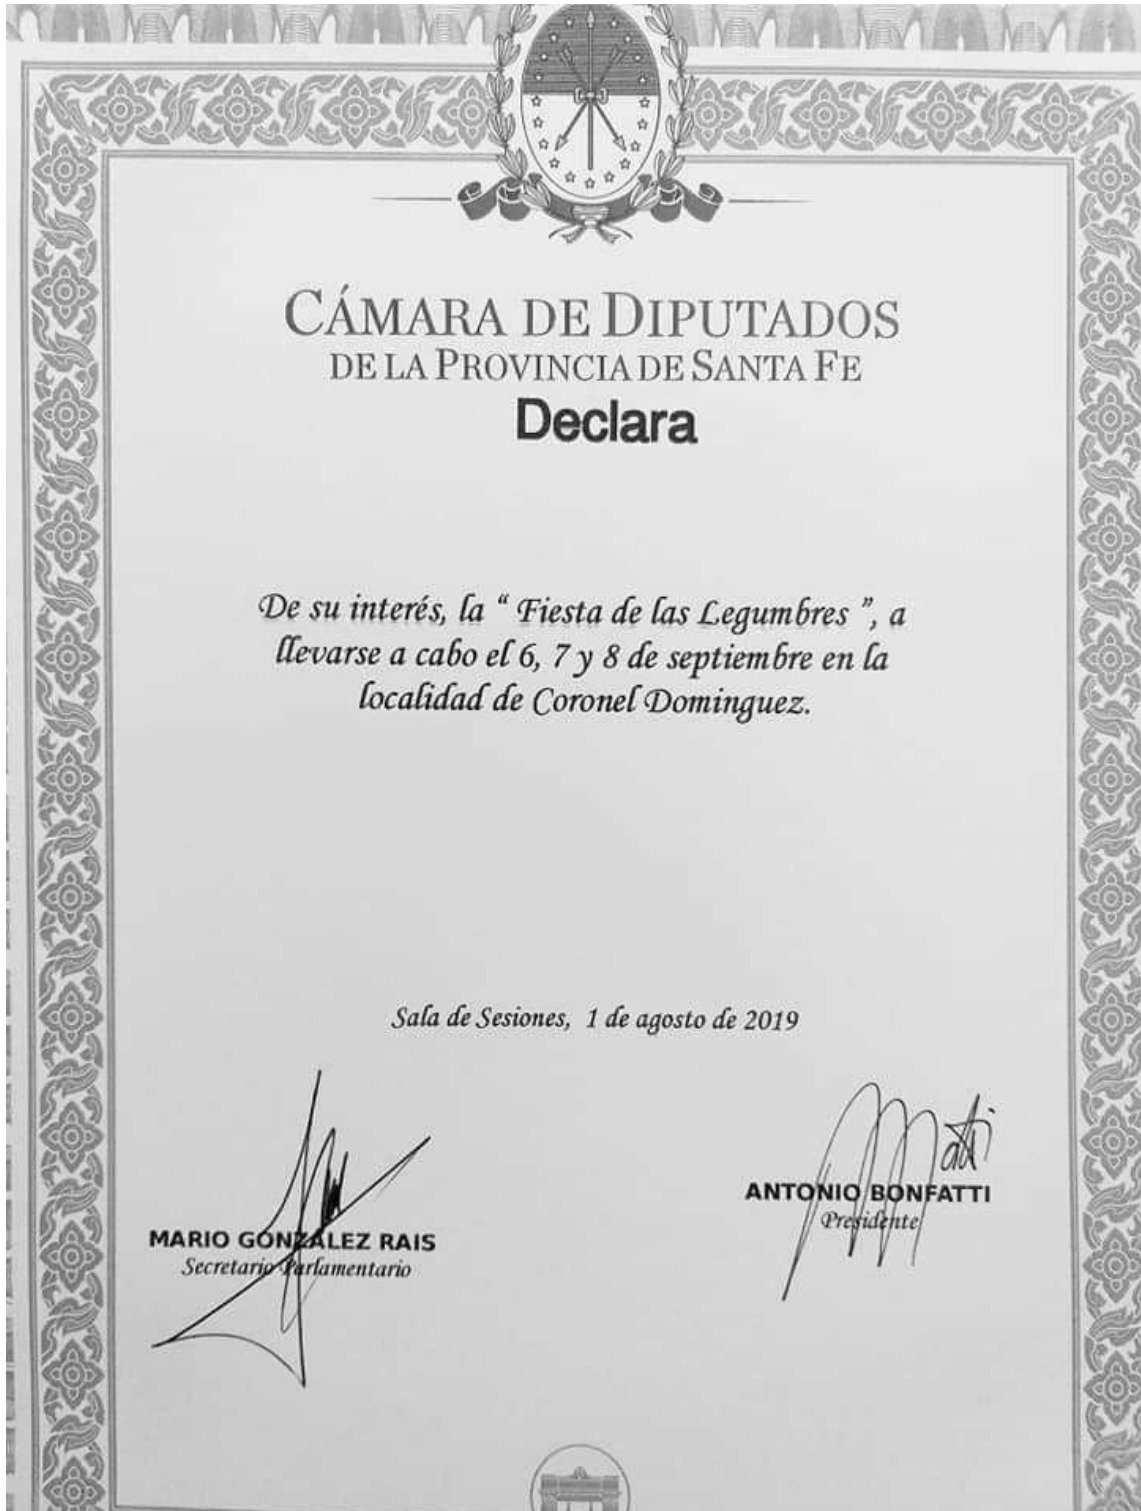 CÁMARA DE DIPUTADOS
DE LA PROVINCIA DE SANTA FE
Declara
De su interés, la “ Fiesta de las Legumbres ”, a
llevarse a cabo el 6, 7 y 8 de septiembre en la
localidad de Coronel Dominguez.
Sala de Sesiones, 1 de agosto de 2019
ANTONIO BONFATTI
Presidente
MARIO GONZÁLEZ RAIS
Secretario Parlamentario